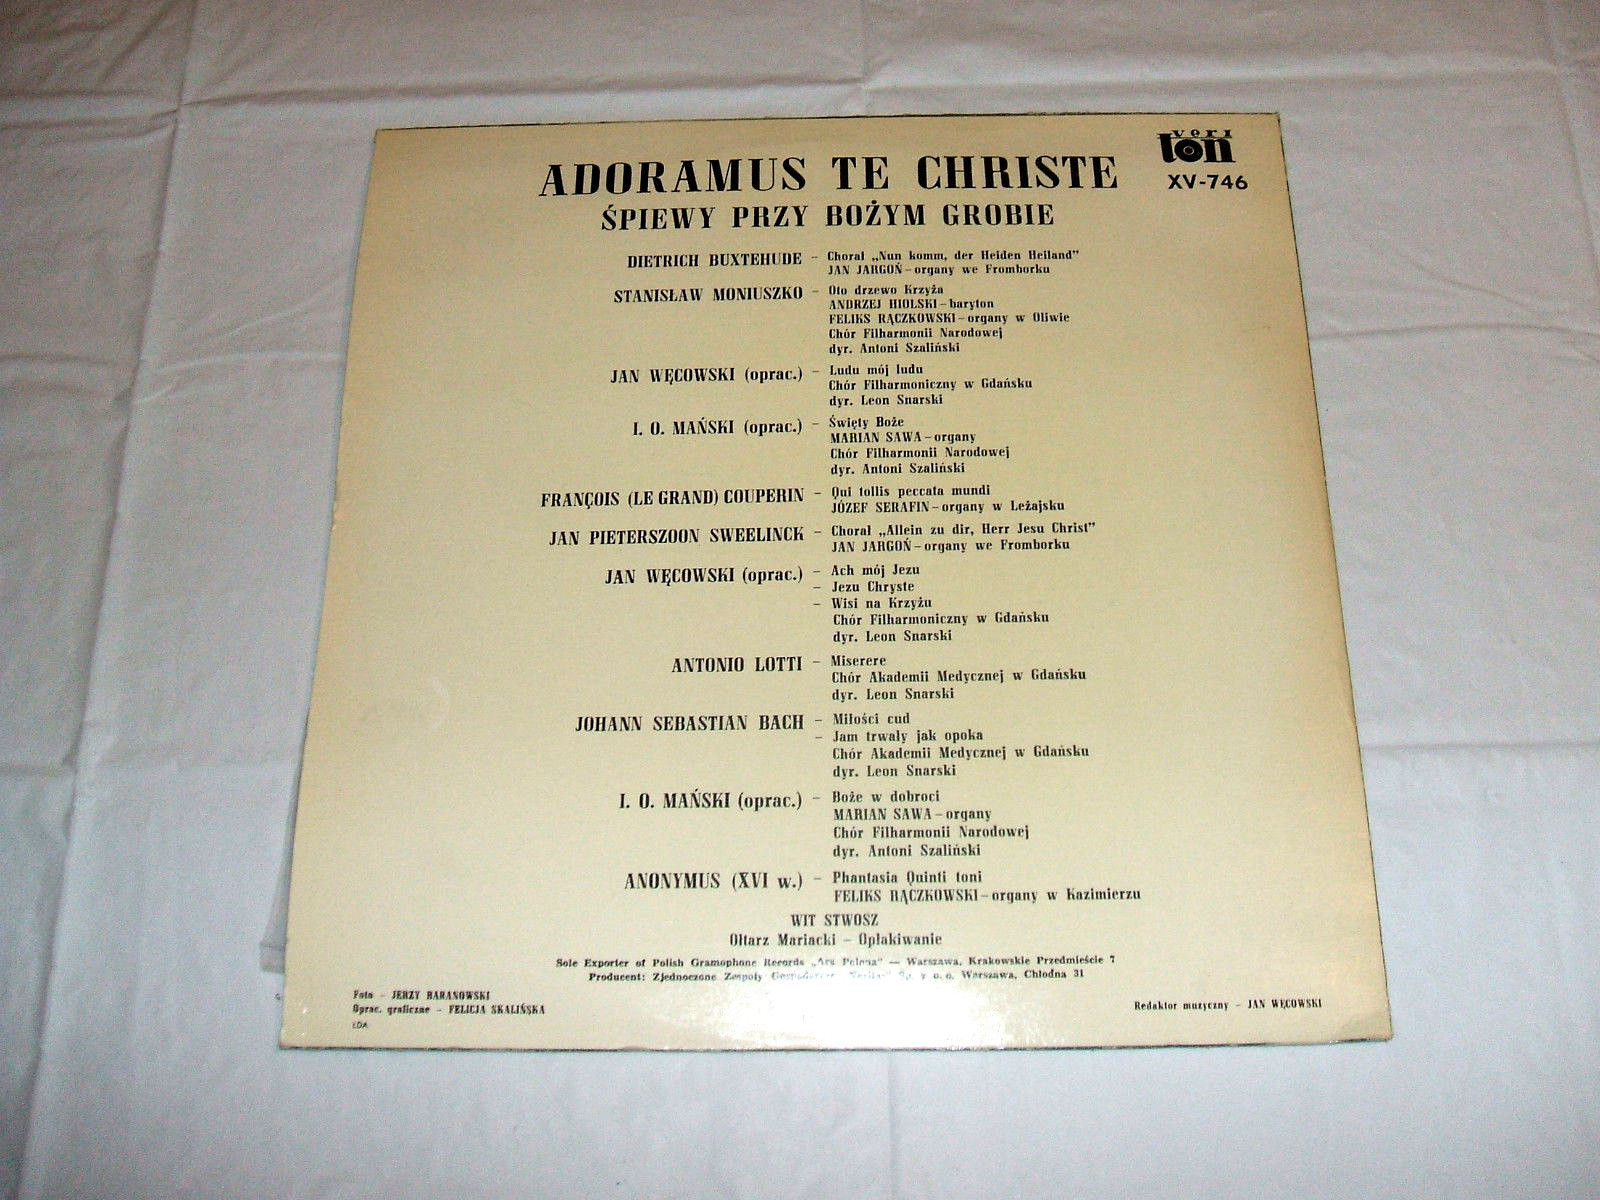 veri
ton
XV-746
ADORAMUS TE CHRISTE
ŚPIEWY PRZY BOŻYM GROBIE
DIETRICH BUXTEHUDE – Choral „Nun komm, der Heiden Heiland”
JAN JARGOŃ – organy we Fromborku
STANISŁAW MONIUSZKO – Oto drzewo Krzyża
ANDRZEJ HIOLSKI – baryton
FELIKS RĄCZKOWSKI – organy w Oliwie
Chór Filharmonii Narodowej
dyr. Antoni Szaliński
JAN WĘCOWSKI (oprac.) – Ludu mój ludu
Chór Filharmoniczny w Gdańsku
dyr. Leon Snarski
I. O. MAŃSKI (oprac.) – Święty Boże
MARIAN SAWA – organy
Chór Filharmonii Narodowej
dyr. Antoni Szaliński
FRANÇOIS (LE GRAND) COUPERIN – Qui tollis peccata mundi
JÓZEF SERAFIN – organy w Leżajsku
JAN PIETERSZOON SWEELINCK – Choral „Allein zu dir, Herr Jesu Christ”
JAN JARGOŃ – organy we Fromborku
JAN WĘCOWSKI (oprac.) – Ach mój Jezu
– Jezu Chryste
– Wisi na Krzyżu
Chór Filharmoniczny w Gdańsku
dyr. Leon Snarski
ANTONIO LOTTI – Miserere
Chór Akademii Medycznej w Gdańsku
dyr. Leon Snarski
JOHANN SEBASTIAN BACH – Miłości cud
– Jam trwały jak opoka
Chór Akademii Medycznej w Gdańsku
dyr. Leon Snarski
I. O. MAŃSKI (oprac.) – Boże w dobroci
MARIAN SAWA – organy
Chór Filharmonii Narodowej
dyr. Antoni Szaliński
ANONYMUS (XVI w.) – Phantasia Quinti toni
FELIKS RĄCZKOWSKI – organy w Kazimierzu
WIT STWOSZ
Ołtarz Mariacki – Opłakiwanie
Sole Exporter of Polish Gramophone Records „Ars Polona” — Warszawa, Krakowskie Przedmieście 7
Producent: Zjednoczone Zespoły Sp. z o. o. Warszawa, Chłodna 31
Foto – JERZY BARANOWSKI
Oprac. graficzne – FELICJA SKALIŃSKA
ŁDA
Redaktor muzyczny – JAN WĘCOWSKI